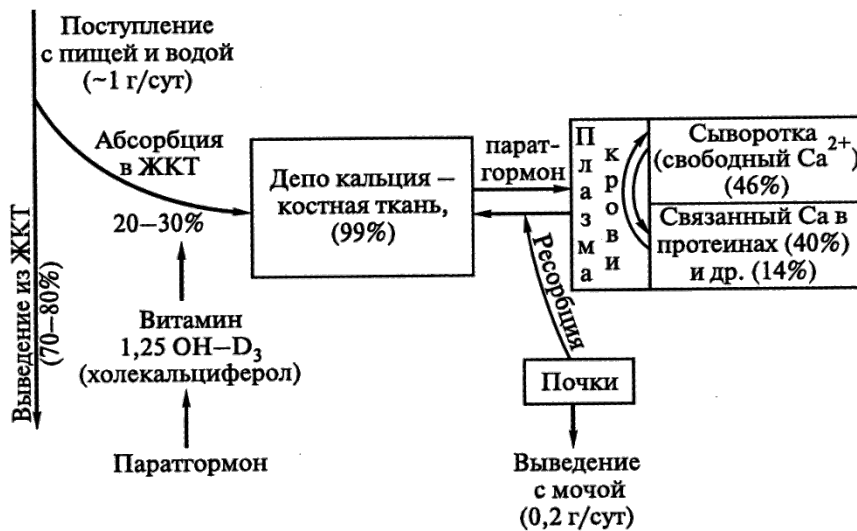 Поступление
с пищей и водой
(~1 г/сут)
Абсорбция
в ЖКТ
20–30%
Выведение из ЖКТ
(70–80%)
Витамин
1,25 OH–D₃
(холекальциферол)
Паратгормон
Депо кальция –
костная ткань,
(99%)
парат-
гормон
Ресорбция
Плазма
крови
Сыворотка
(свободный Ca²⁺)
(46%)
Связанный Ca в
протеинах (40%)
и др. (14%)
Почки
Выведение
с мочой
(0,2 г/сут)